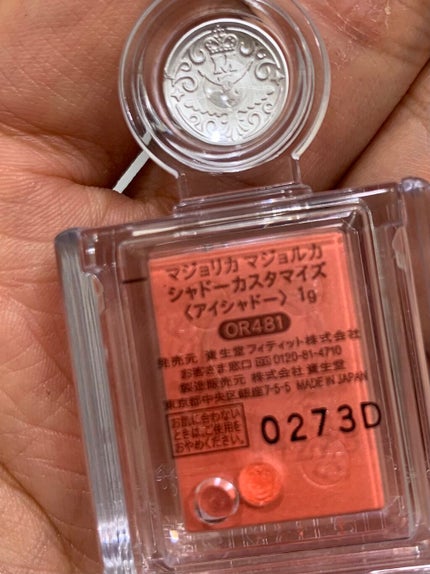 M
マジョリカ マジョルカ
シャドーカスタマイズ
〈アイシャドー〉 1g
OR481
発売元 資生堂フィティット株式会社
お客さま窓口 0120-81-4710
製造販売元 株式会社 資生堂
東京都中央区銀座7-5-5 MADE IN JAPAN
お肌に合わない
ときは、ご使用を
おやめください。
0273D